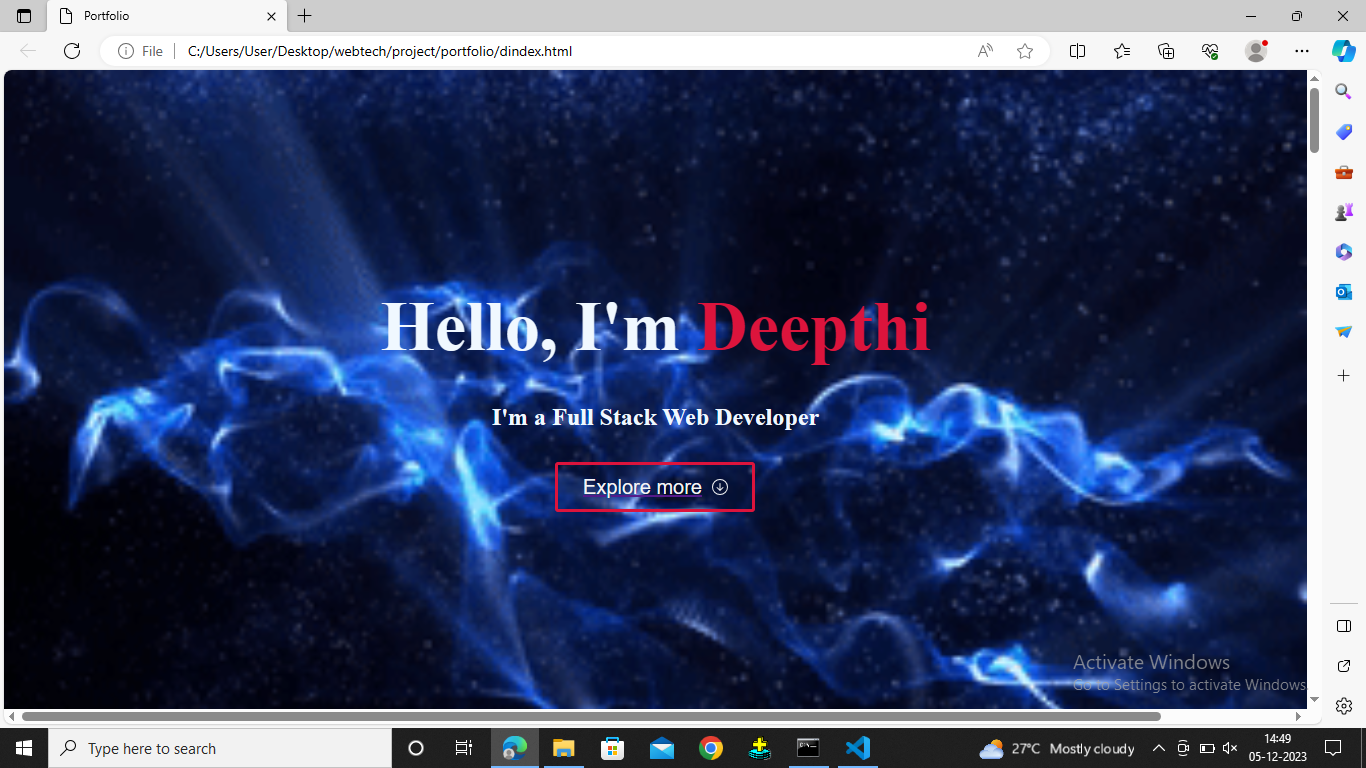 Portfolio
File
C:/Users/User/Desktop/webtech/project/portfolio/dindex.html
Hello, I'm Deepthi
I'm a Full Stack Web Developer
Explore more
Activate Windows
Go to Settings to activate Windows.
Type here to search
27°C Mostly cloudy
14:49
05-12-2023